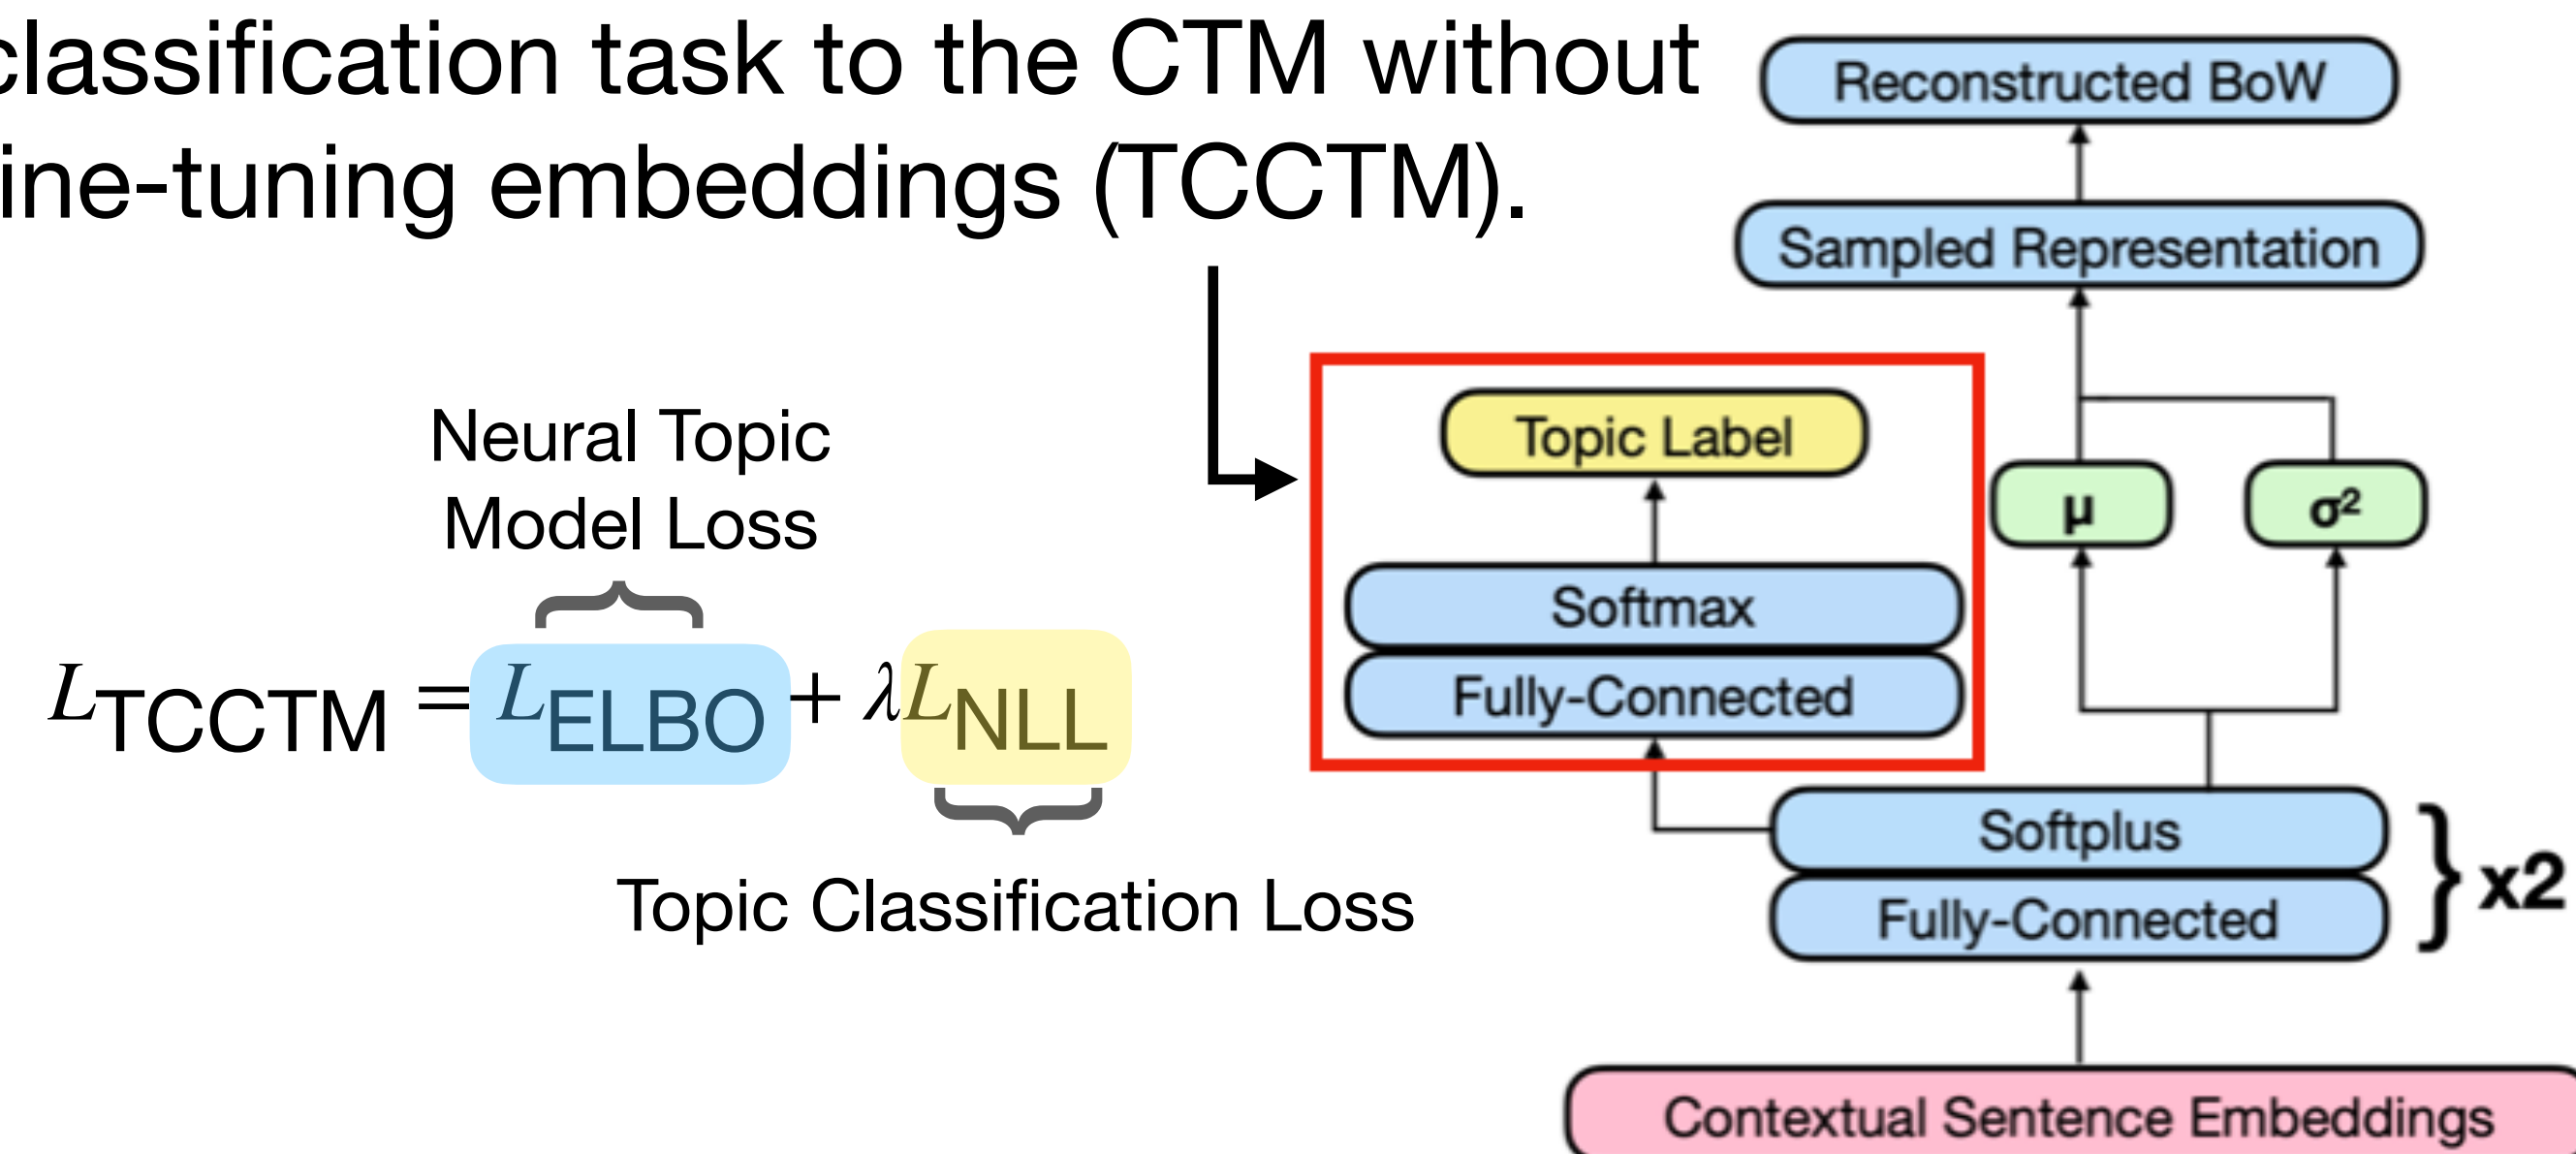 classification task to the CTM without
ine-tuning embeddings (TCCTM).
Neural Topic
Model Loss
L_TCCTM = L_ELBO + λL_NLL
Topic Classification Loss
Reconstructed BoW
Sampled Representation
Topic Label
μ
σ²
Softmax
Fully-Connected
Softplus
Fully-Connected
} x2
Contextual Sentence Embeddings